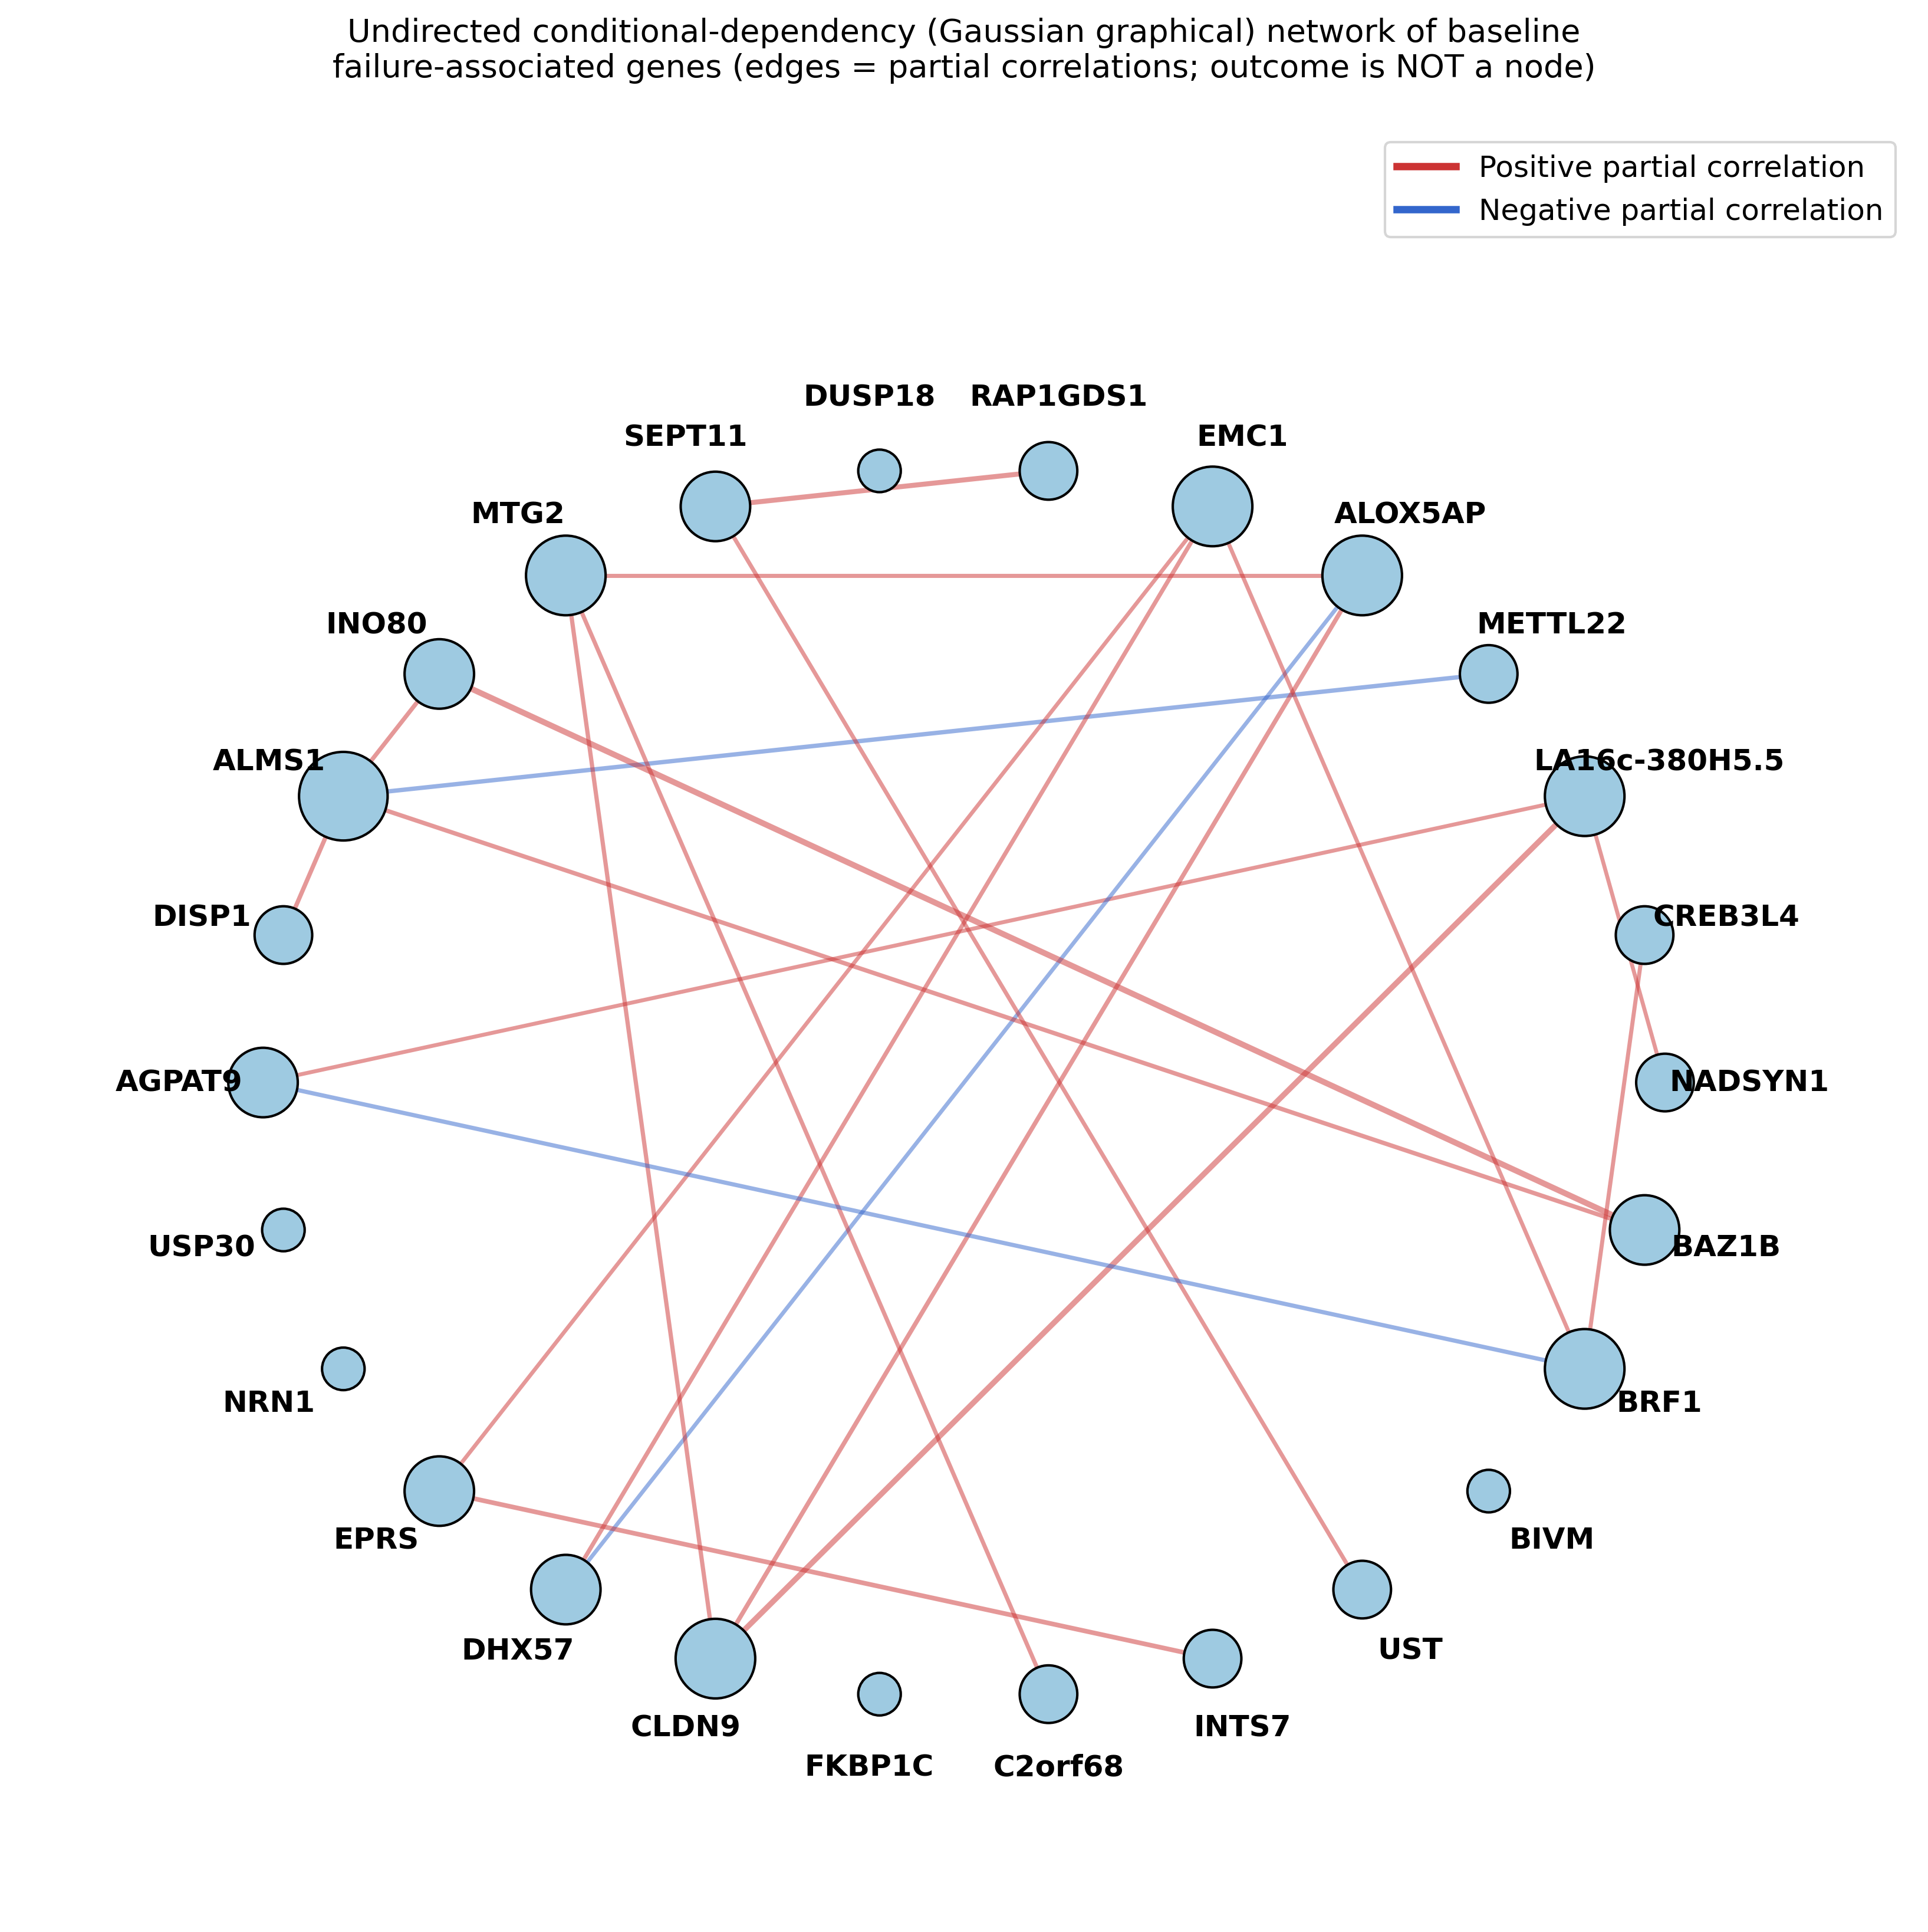 Undirected conditional-dependency (Gaussian graphical) network of baseline
failure-associated genes (edges = partial correlations; outcome is NOT a node)
Positive partial correlation
Negative partial correlation
DUSP18
RAP1GDS1
SEPT11
EMC1
MTG2
ALOX5AP
INO80
METTL22
ALMS1
LA16c-380H5.5
DISP1
CREB3L4
AGPAT9
NADSYN1
USP30
BAZ1B
NRN1
BRF1
EPRS
BIVM
DHX57
UST
CLDN9
INTS7
FKBP1C
C2orf68